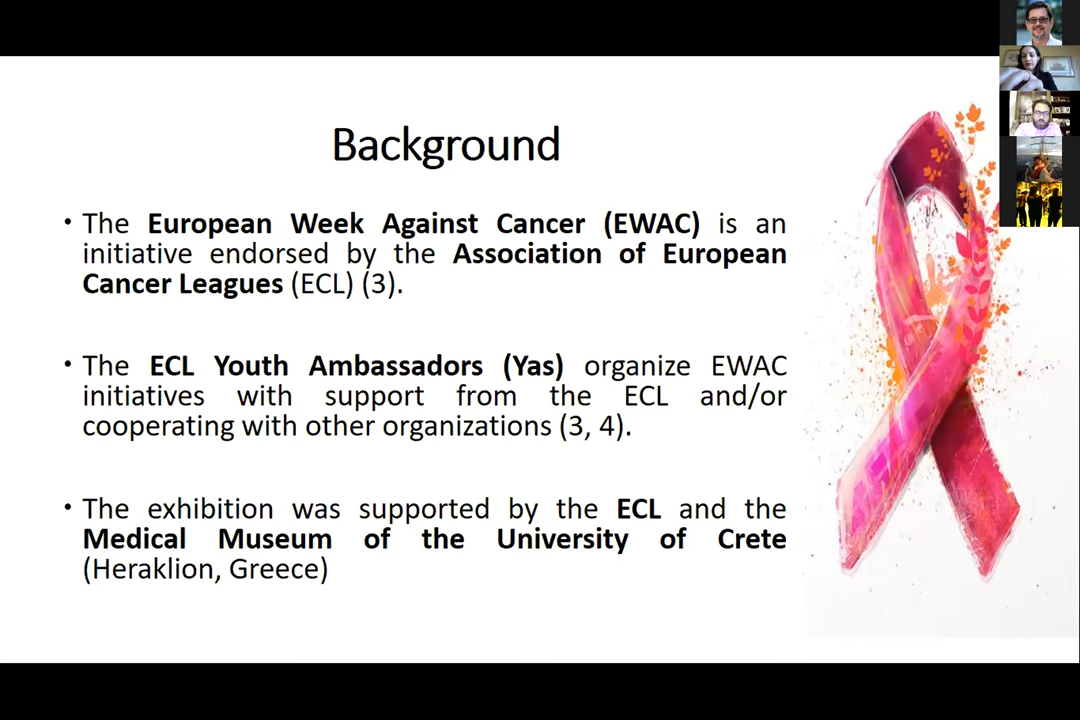 Background
• The European Week Against Cancer (EWAC) is an
initiative endorsed by the Association of European
Cancer Leagues (ECL) (3).
• The ECL Youth Ambassadors (Yas) organize EWAC
initiatives with support from the ECL and/or
cooperating with other organizations (3, 4).
• The exhibition was supported by the ECL and the
Medical Museum of the University of Crete
(Heraklion, Greece)